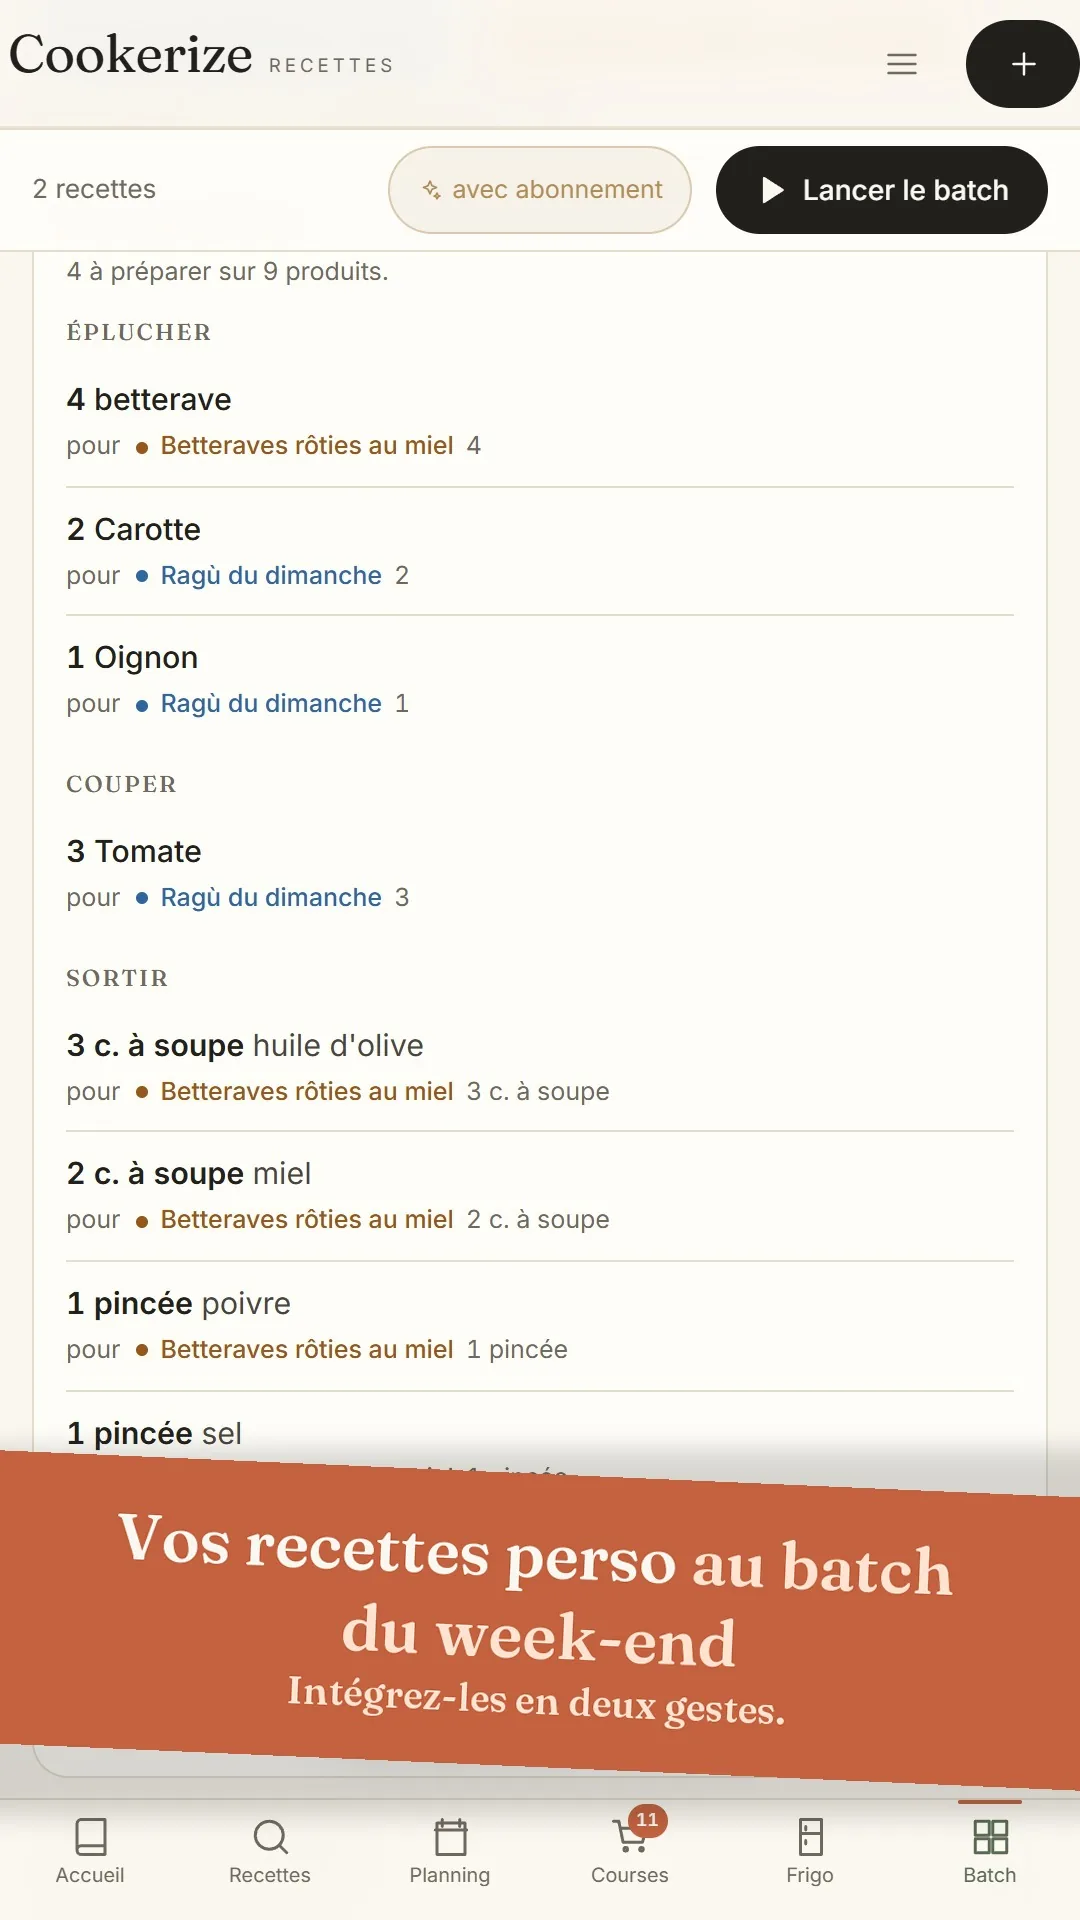 Cookerize RECETTES
2 recettes
avec abonnement
Lancer le batch
4 à préparer sur 9 produits.
ÉPLUCHER
4 betterave
pour • Betteraves rôties au miel 4
2 Carotte
pour • Ragù du dimanche 2
1 Oignon
pour • Ragù du dimanche 1
COUPER
3 Tomate
pour • Ragù du dimanche 3
SORTIR
3 c. à soupe huile d'olive
pour • Betteraves rôties au miel 3 c. à soupe
2 c. à soupe miel
pour • Betteraves rôties au miel 2 c. à soupe
1 pincée poivre
pour • Betteraves rôties au miel 1 pincée
1 pincée sel
Vos recettes perso au batch
du week-end
Intégrez-les en deux gestes.
11
Accueil Recettes Planning Courses Frigo Batch